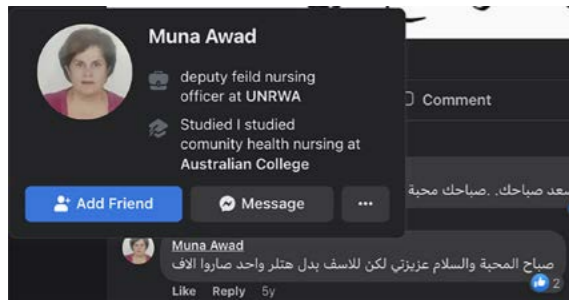 Muna Awad
deputy feild nursing
officer at UNRWA
Studied I studied
comunity health nursing at
Australian College
Add Friend
Message
Comment
سعد صباحك. .صباحك محبة
Muna Awad
صباح المحبة والسلام عزيزتي لكن للاسف بدل هتلر واحد صاروا الاف
2
Like Reply 5y